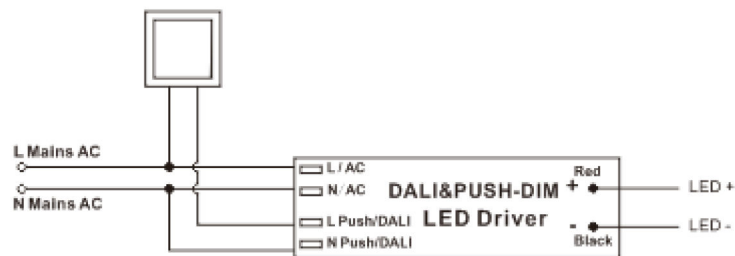 L Mains AC
N Mains AC
L/AC
N/AC
L Push/DALI
N Push/DALI
DALI&PUSH-DIM
LED Driver
Red
+
-
Black
LED +
LED -